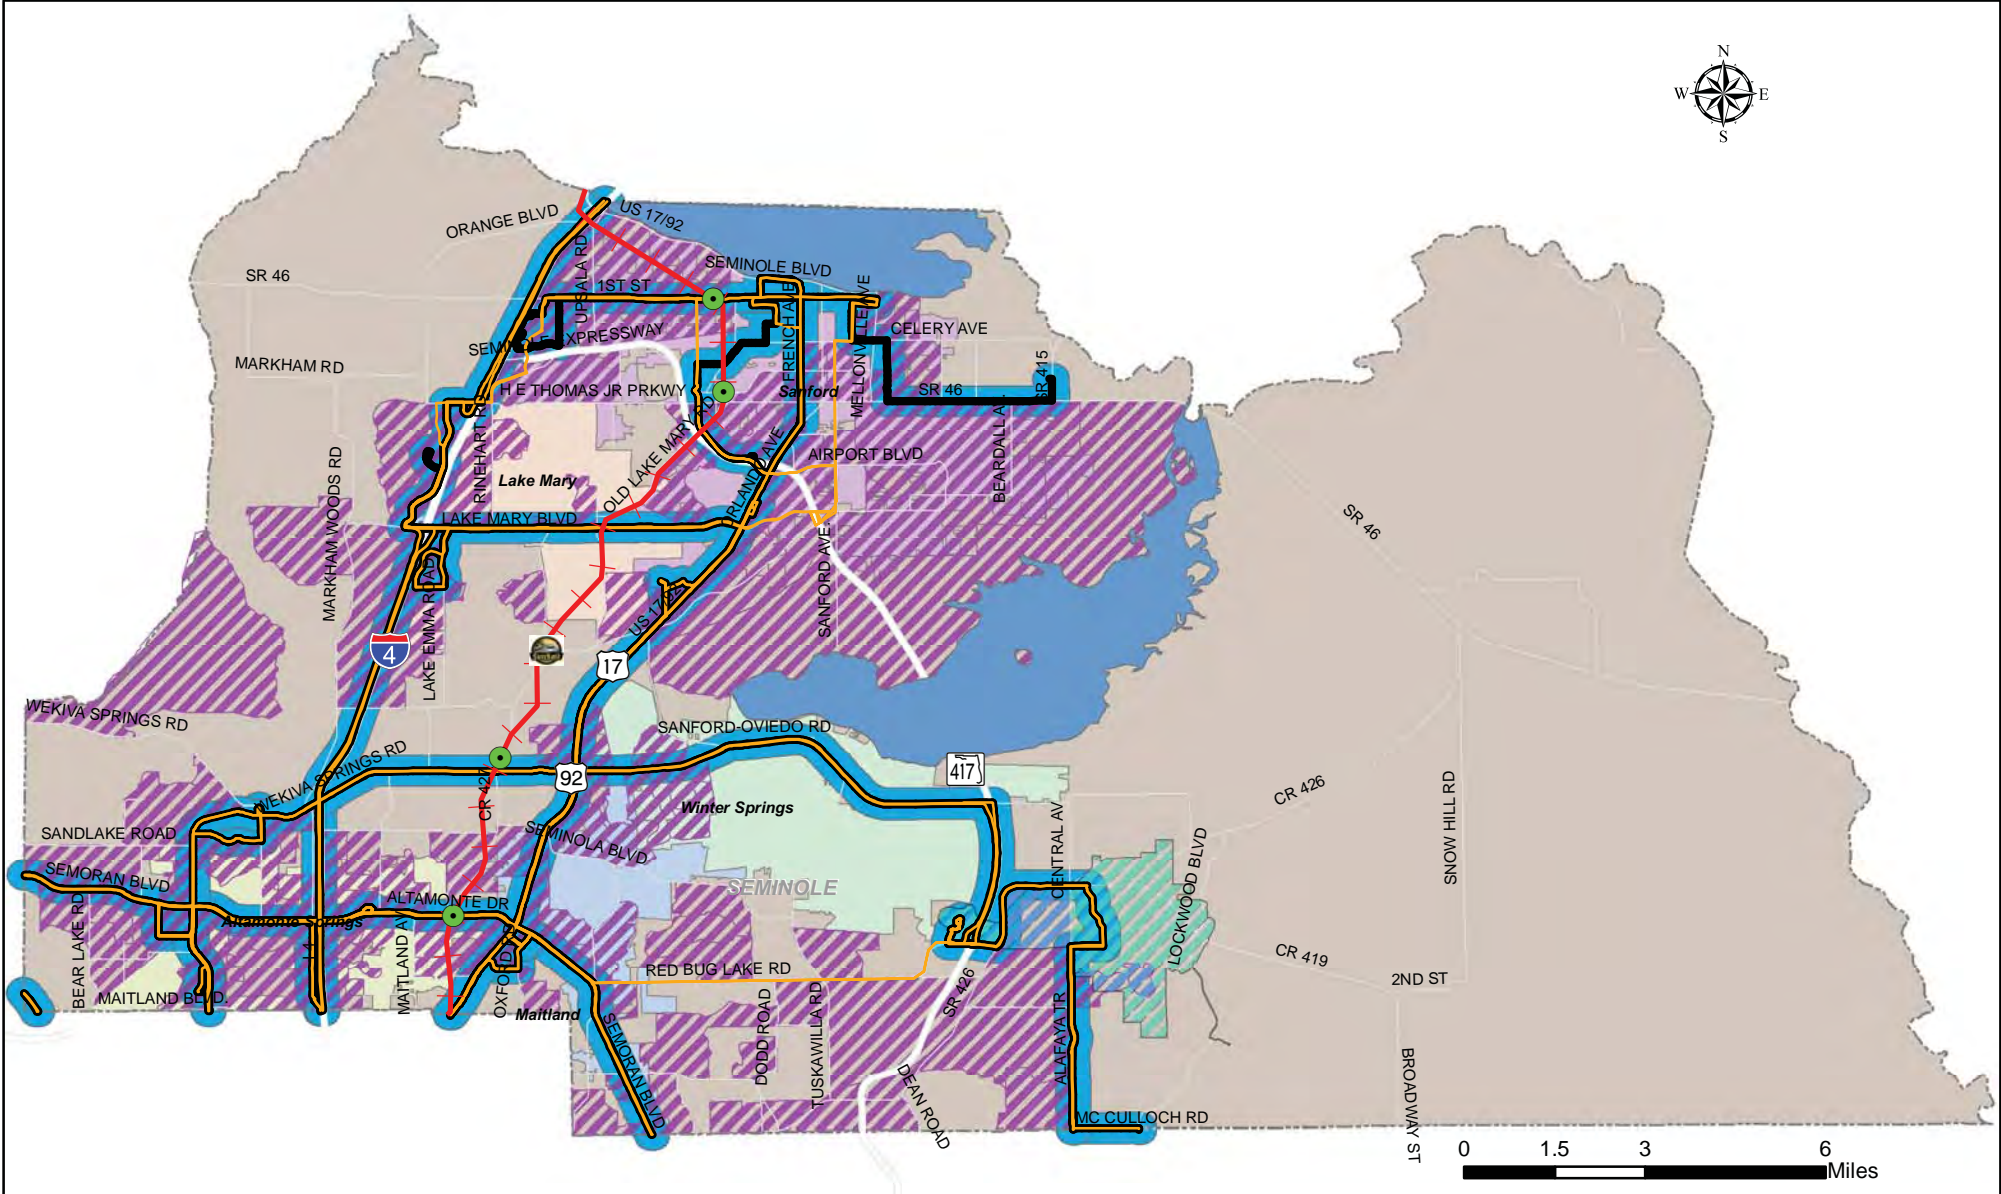 N
W E
S
ORANGE BLVD
US 17/92
SR 46
UPSALA RD
SEMINOLE BLVD
1ST ST
FRENCH AVE
MELLONVILLE AVE
CELERY AVE
SEMINOLE EXPRESSWAY
MARKHAM RD
H E THOMAS JR PRKWY
Sanford
SR 46
SR 415
RINEHART RD
OLD LAKE MARY RD
BEARDALL AV.
MARKHAM WOODS RD
Lake Mary
ORLANDO AVE
AIRPORT BLVD
LAKE MARY BLVD
SANFORD AVE.
SR 46
LAKE EMMA ROAD
US 17/92
4
17
WEKIVA SPRINGS RD
SANFORD-OVIEDO RD
WEKIVA SPRINGS RD
CR 427
92
417
Winter Springs
CR 426
SNOW HILL RD
SANDLAKE ROAD
SEMINOLA BLVD
CENTRAL AV
LOCKWOOD BLVD
SEMORAN BLVD
ALTAMONTE DR
SEMINOLE
BEAR LAKE RD
Altamonte Springs
I-4
MAITLAND AV
OXFORD RD
RED BUG LAKE RD
CR 419
2ND ST
MAITLAND BLVD.
Maitland
SEMORAN BLVD
DODD ROAD
TUSKAWILLA RD
SR 426
DEAN ROAD
ALAFAYA TR
MC CULLOCH RD
BROADWAY ST
0 1.5 3 6
Miles